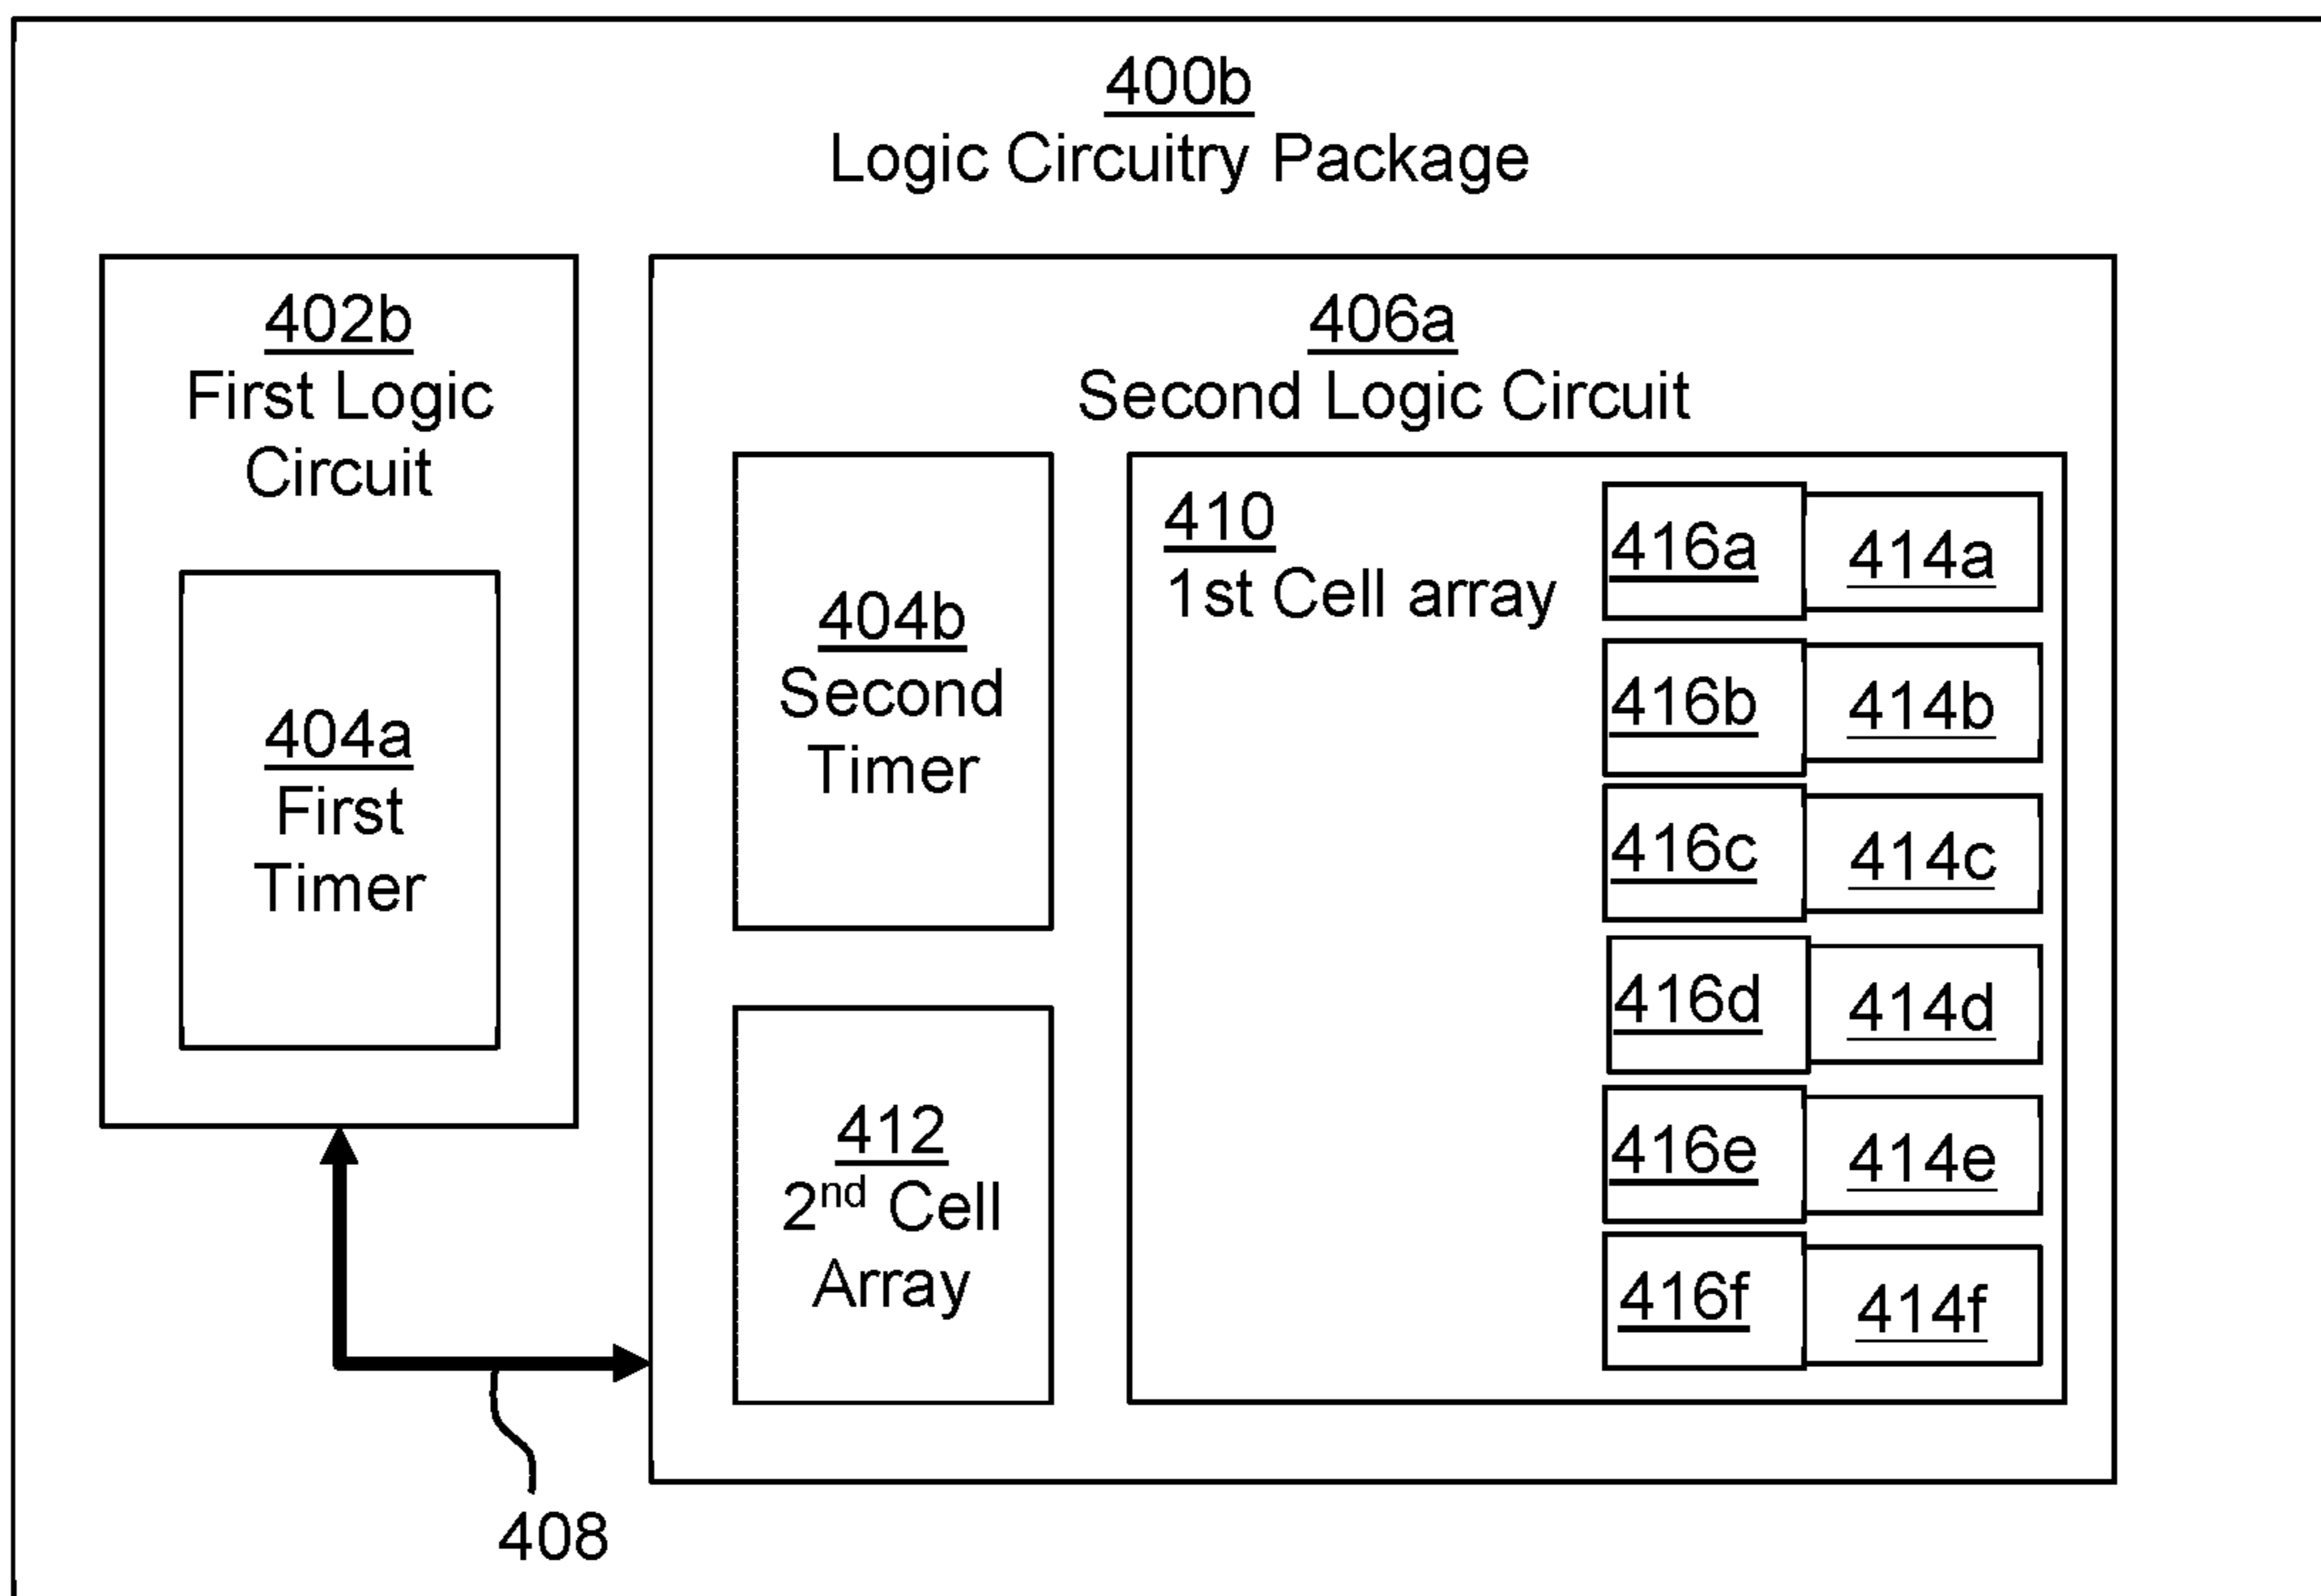 400b
Logic Circuitry Package
402b
First Logic
Circuit
404a
First
Timer
406a
Second Logic Circuit
404b
Second
Timer
412
2nd Cell
Array
410
1st Cell array
416a 414a
416b 414b
416c 414c
416d 414d
416e 414e
416f 414f
408